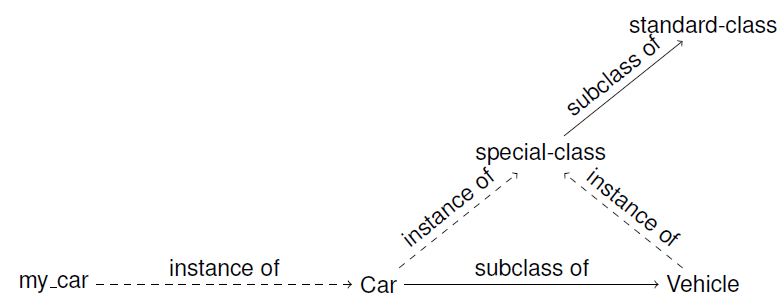 standard-class
subclass of
special-class
instance of
instance of
my_car
instance of
Car
subclass of
Vehicle